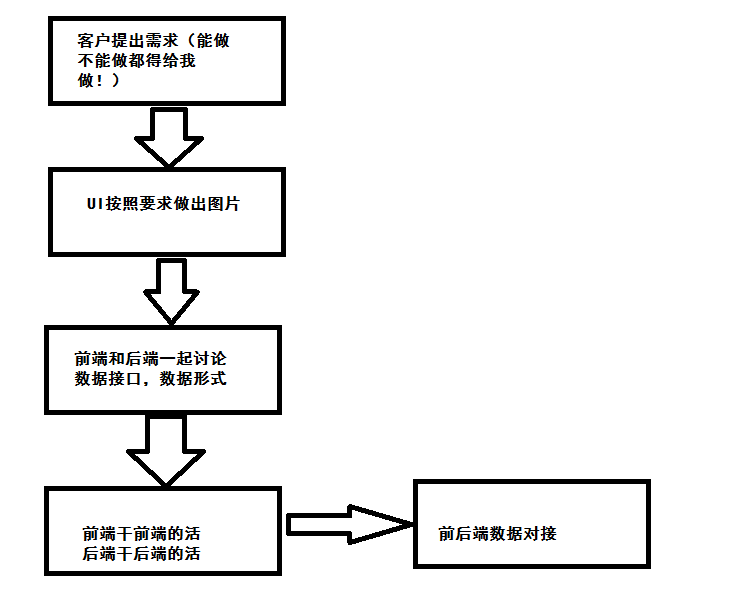 客户提出需求（能做
不能做都得给我
做！）
UI按照要求做出图片
前端和后端一起讨论
数据接口，数据形式
前端干前端的活
后端干后端的活
前后端数据对接